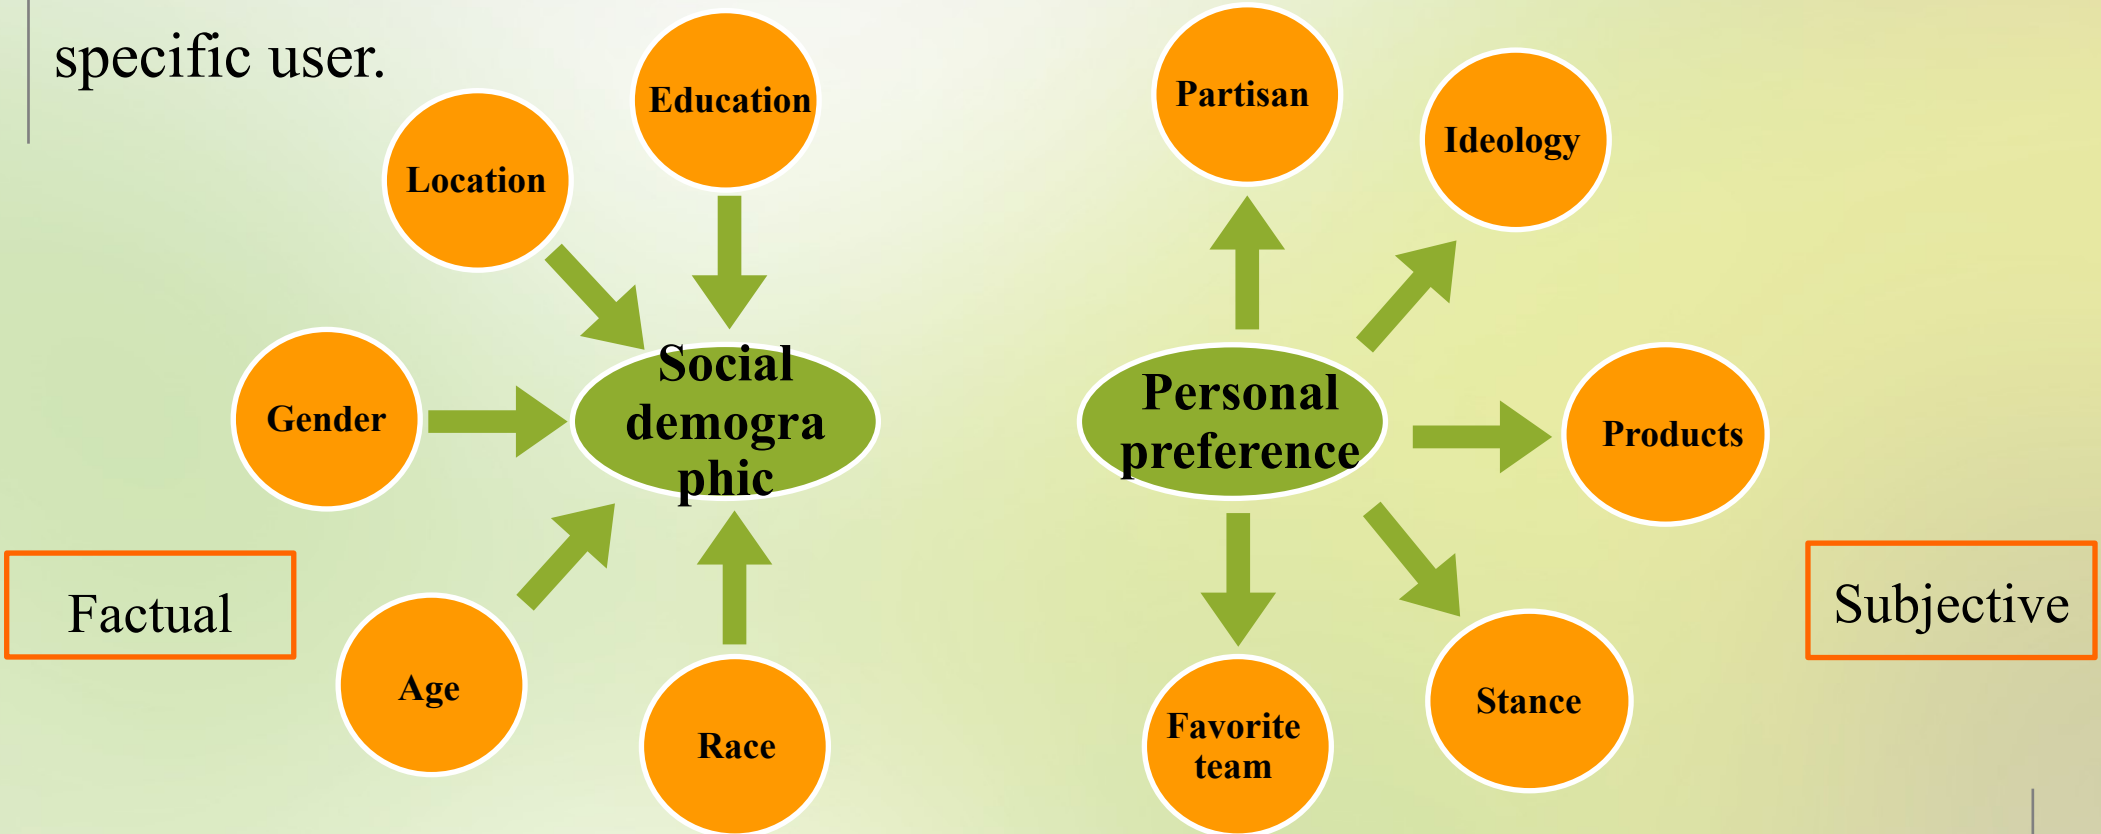 specific user.
Education
Location
Gender
Social
demogra
phic
Age
Race
Factual
Partisan
Ideology
Personal
preference
Products
Stance
Favorite
team
Subjective